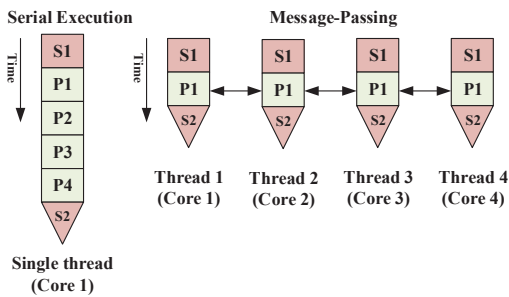 Serial Execution
Message-Passing
Time
S1
P1
P2
P3
P4
S2
Single thread
(Core 1)
Time
S1
P1
S2
Thread 1
(Core 1)
S1
P1
S2
Thread 2
(Core 2)
S1
P1
S2
Thread 3
(Core 3)
S1
P1
S2
Thread 4
(Core 4)